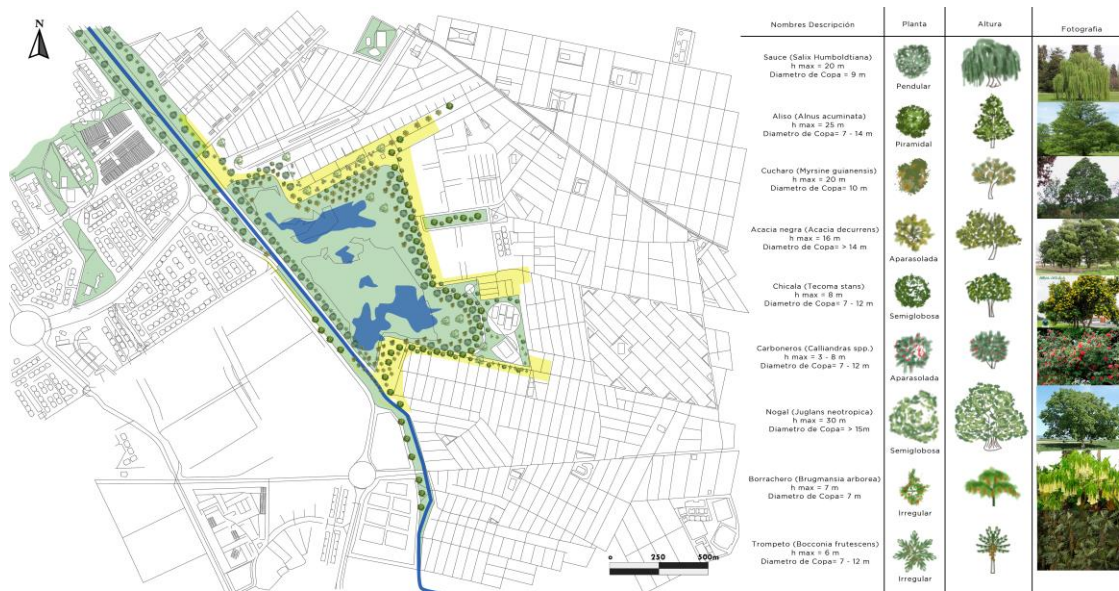 N
0 250 500m
Nombres Descripción Planta Altura Fotografia
Sauce (Salix Humboldtiana)
h max = 20 m
Diametro de Copa = 9 m
Pendular
Aliso (Alnus acuminata)
h max = 25 m
Diametro de Copa= 7 - 14 m
Piramidal
Cucharo (Myrsine guianensis)
h max = 20 m
Diametro de Copa= 10 m
Acacia negra (Acacia decurrens)
h max = 16 m
Diametro de Copa= > 14 m
Aparasolada
Chicala (Tecoma stans)
h max = 8 m
Diametro de Copa= 7 - 12 m
Semiglobosa
Carboneros (Calliandras spp.)
h max = 3 - 8 m
Diametro de Copa= 7 - 12 m
Aparasolada
Nogal (Juglans neotropica)
h max = 30 m
Diametro de Copa= > 15m
Semiglobosa
Borrachero (Brugmansia arborea)
h max = 7 m
Diametro de Copa= 7 m
Irregular
Trompeto (Bocconia frutescens)
h max = 6 m
Diametro de Copa= 7 - 12 m
Irregular